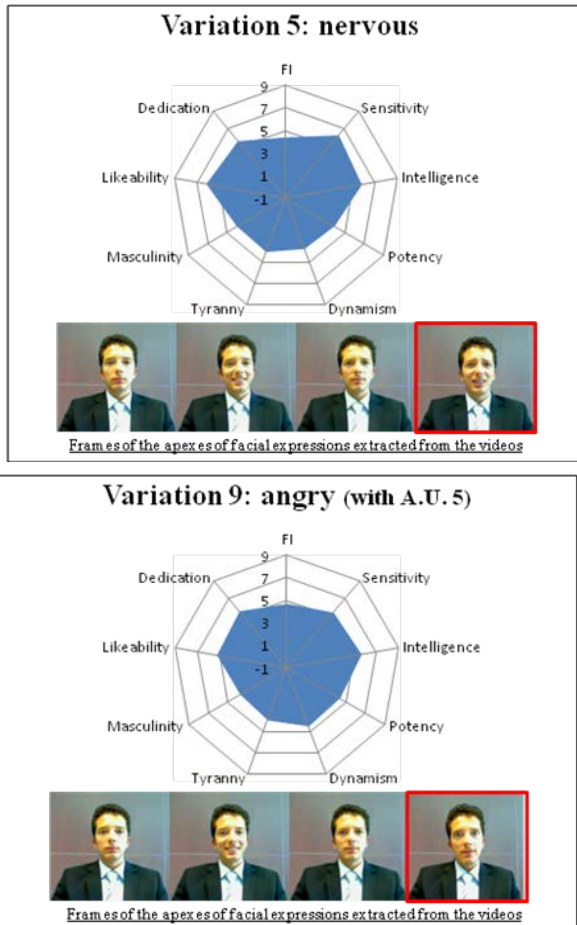 Variation 5: nervous
FI
9
Dedication
7
Sensitivity
5
3
Likeability
1
Intelligence
-1
Masculinity
Potency
Tyranny
Dynamism
Frames of the apexes of facial expressions extracted from the videos
Variation 9: angry (with A.U. 5)
FI
9
Dedication
7
Sensitivity
5
3
Likeability
1
Intelligence
-1
Masculinity
Potency
Tyranny
Dynamism
Frames of the apexes of facial expressions extracted from the videos